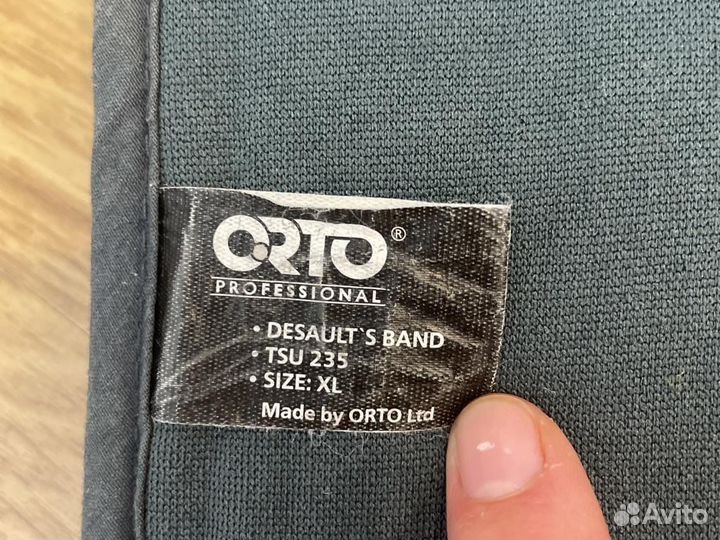 ORTO®
PROFESSIONAL
• DESAULT`S BAND
• TSU 235
• SIZE: XL
Made by ORTO Ltd
Avito